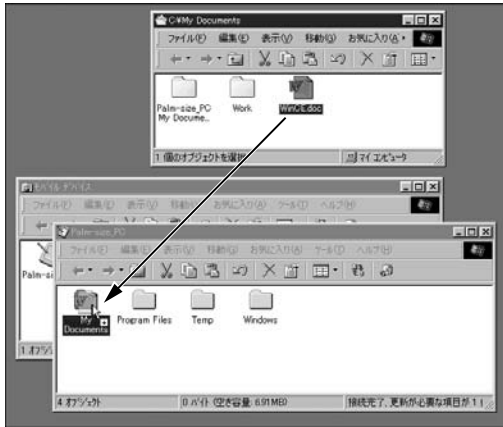 C:¥My Documents
ファイル(F) 編集(E) 表示(V) 移動(G) お気に入り(A)
Palm-size_PC My Docume.. Work WinCE.doc
1 個のオブジェクトを選択 マイ コンピュータ
モバイル デバイス
ファイル(F) 編集(E) 表示(V) 移動(G) お気に入り(A) ツール(T) ヘルプ(H)
Palm-si
1 オブジ
Palm-size_PC
ファイル(F) 編集(E) 表示(V) 移動(G) お気に入り(A) ツール(T) ヘルプ(H)
My Documents Program Files Temp Windows
4 オブジェクト 0 バイト (空き容量: 6.91MB) 接続完了、更新が必要な項目が 1 (